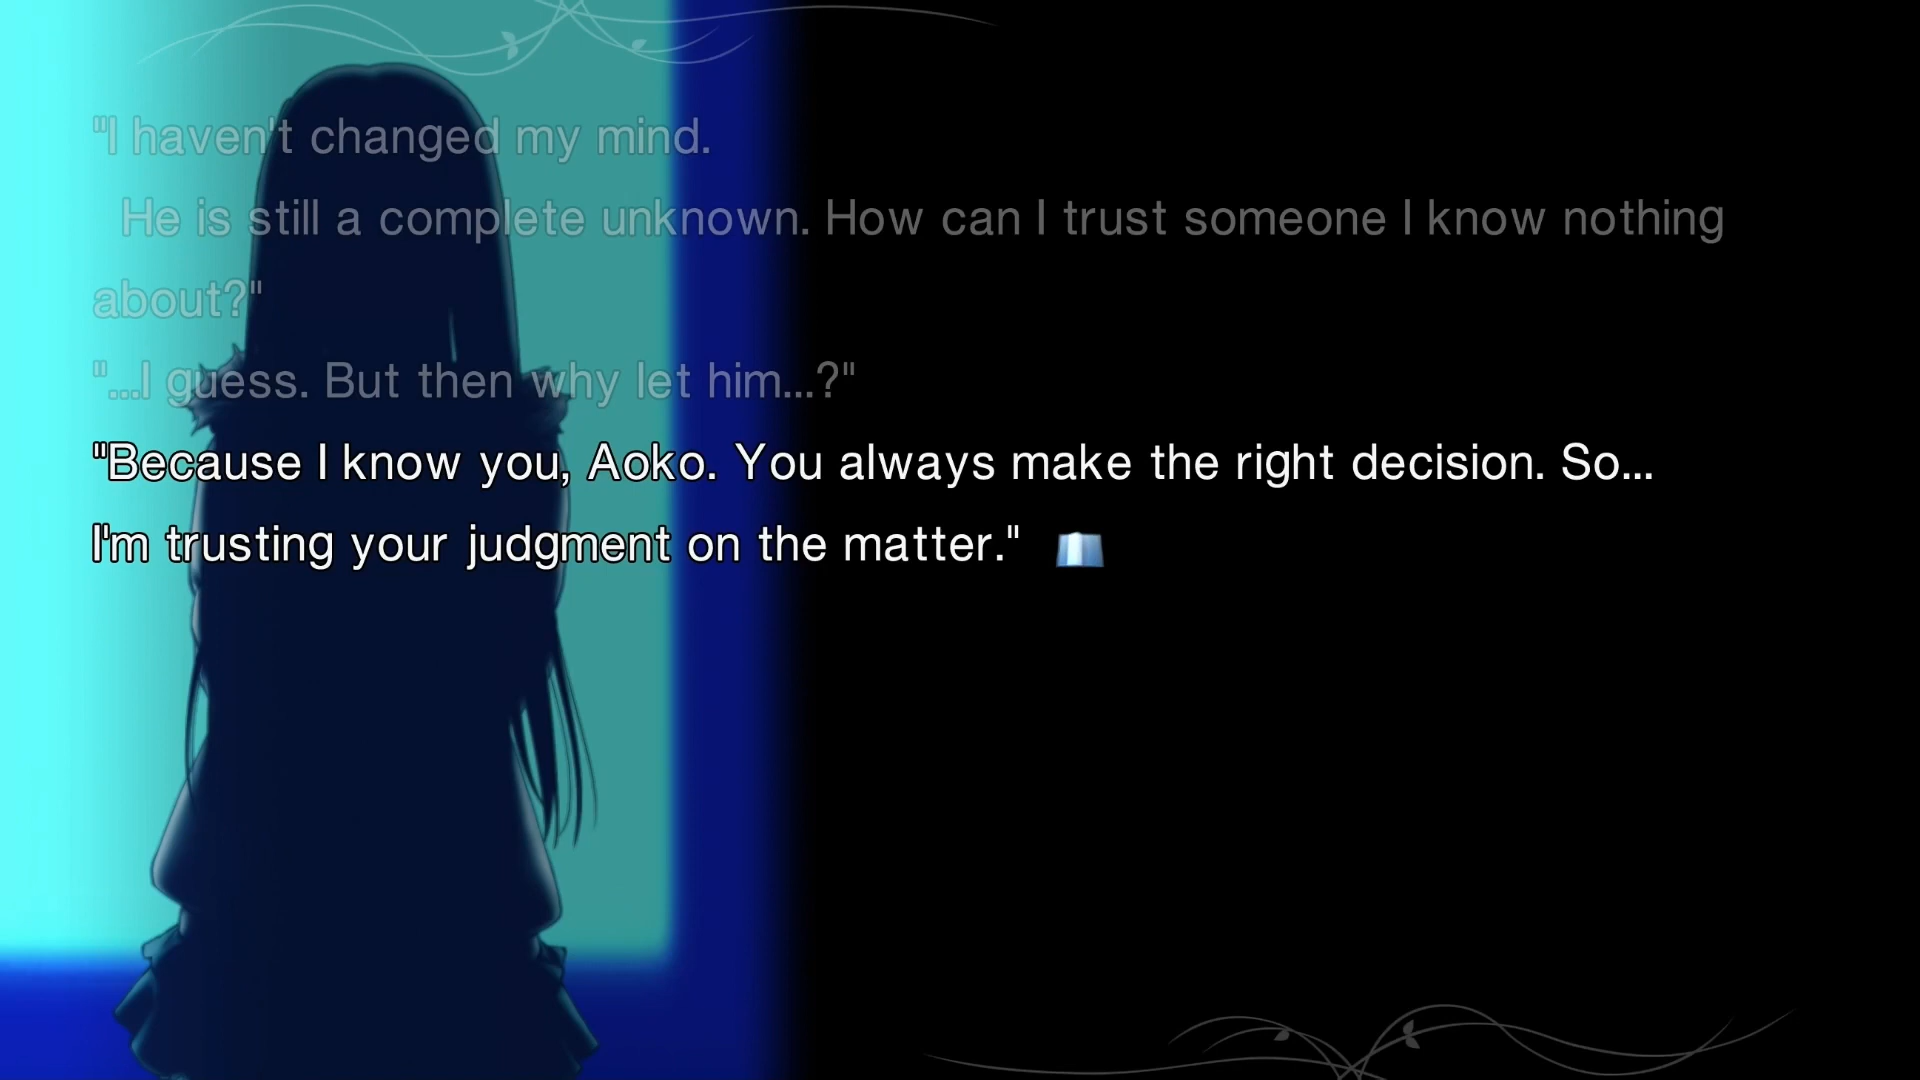 "I haven't changed my mind.
He is still a complete unknown. How can I trust someone I know nothing
about?"
"...I guess. But then why let him...?"
"Because I know you, Aoko. You always make the right decision. So...
I'm trusting your judgment on the matter."